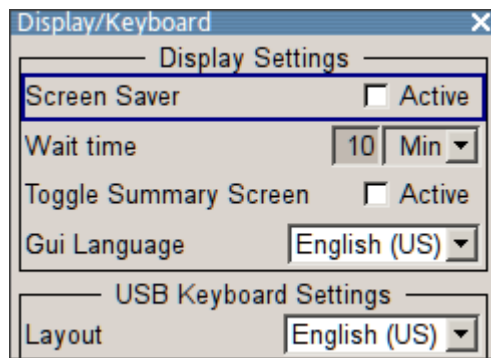 Display/Keyboard
Display Settings
Screen Saver Active
Wait time 10 Min
Toggle Summary Screen Active
Gui Language English (US)
USB Keyboard Settings
Layout English (US)